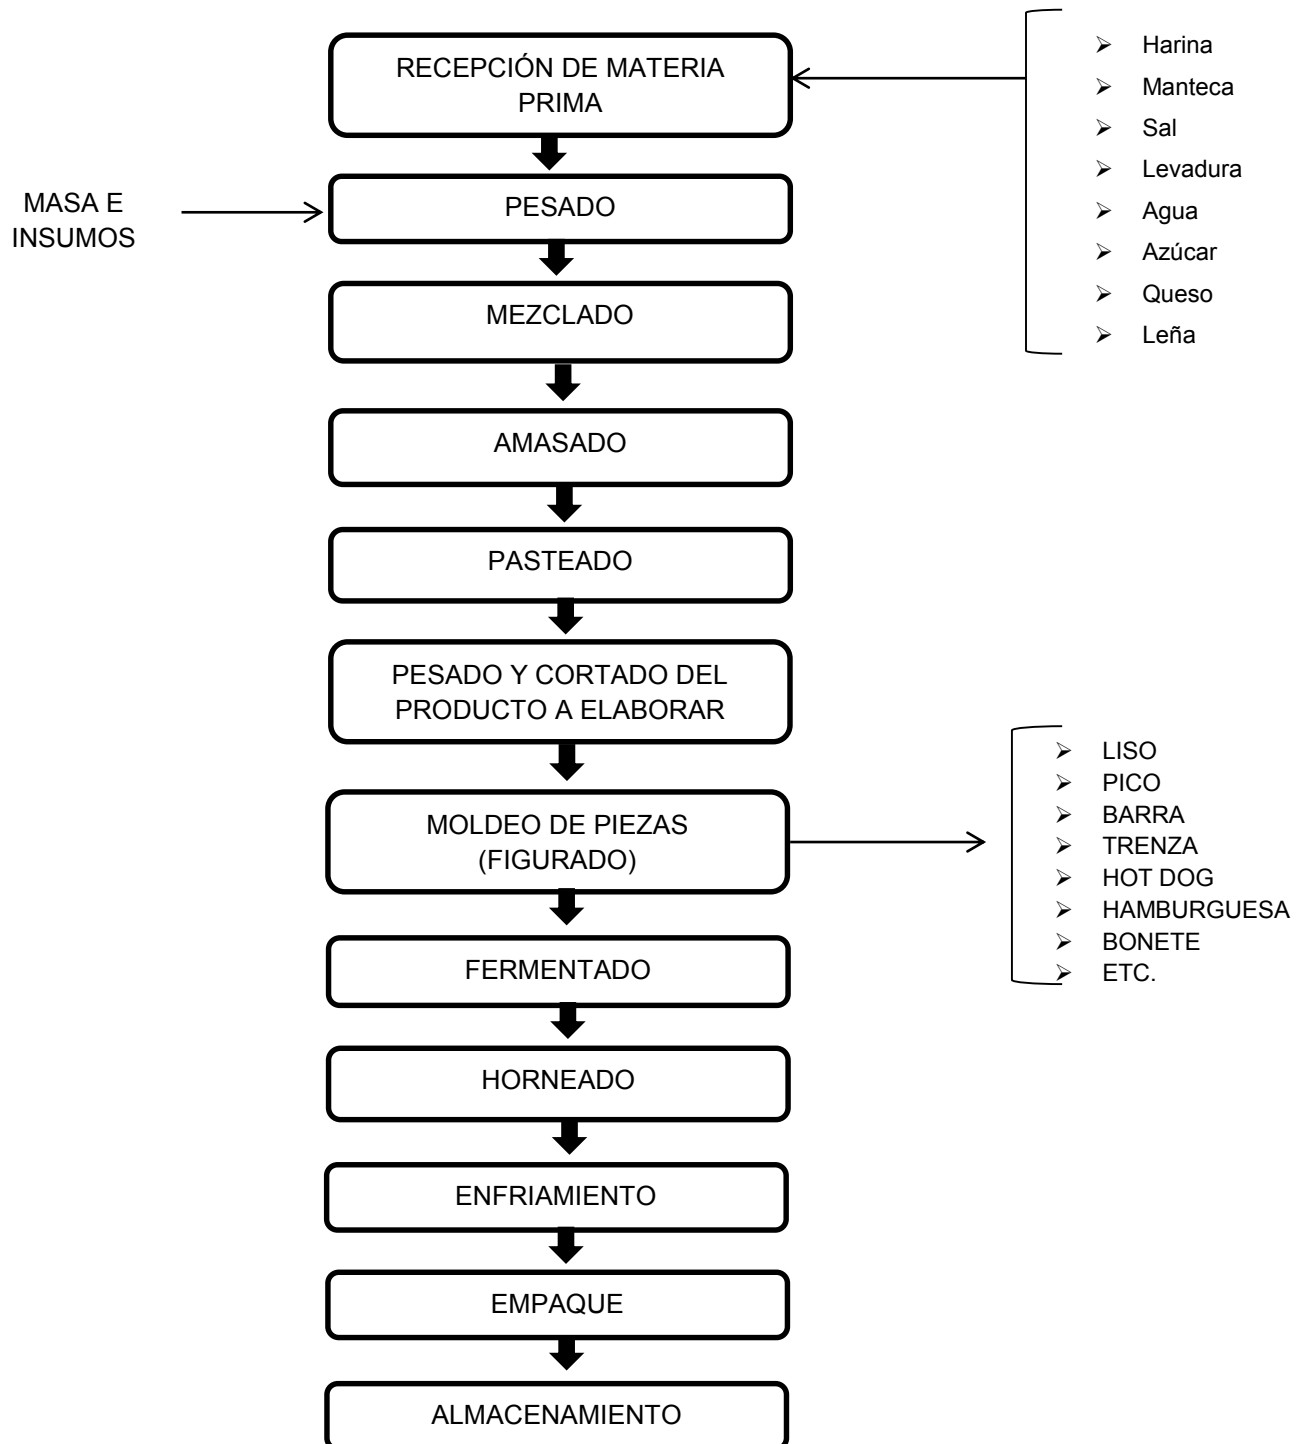 RECEPCIÓN DE MATERIA
PRIMA
➢ Harina
➢ Manteca
➢ Sal
➢ Levadura
➢ Agua
➢ Azúcar
➢ Queso
➢ Leña
MASA E
INSUMOS
PESADO
MEZCLADO
AMASADO
PASTEADO
PESADO Y CORTADO DEL
PRODUCTO A ELABORAR
MOLDEO DE PIEZAS
(FIGURADO)
➢ LISO
➢ PICO
➢ BARRA
➢ TRENZA
➢ HOT DOG
➢ HAMBURGUESA
➢ BONETE
➢ ETC.
FERMENTADO
HORNEADO
ENFRIAMIENTO
EMPAQUE
ALMACENAMIENTO